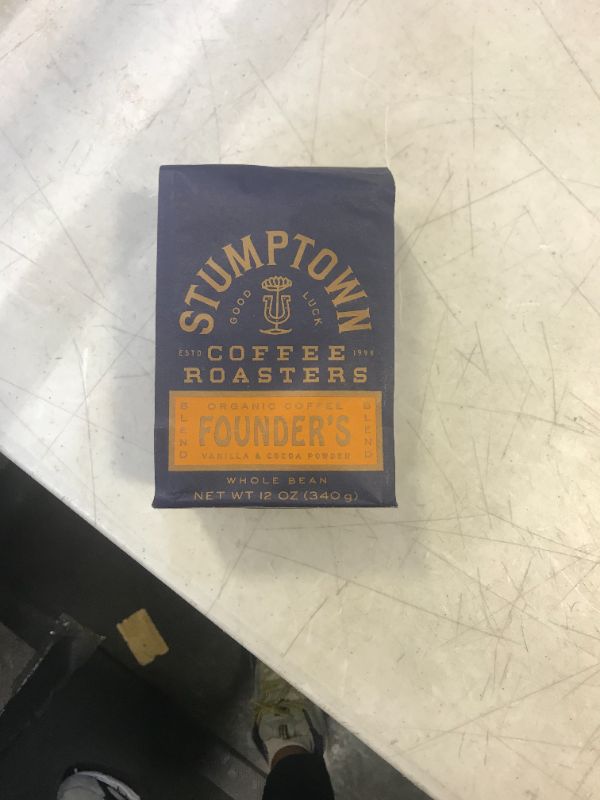 STUMPTOWN
GOOD LUCK
ESTD COFFEE 1999
ROASTERS
ORGANIC COFFEE
BLEND FOUNDER'S BLEND
VANILLA & COCOA POWDER
WHOLE BEAN
NET WT 12 OZ (340 g)